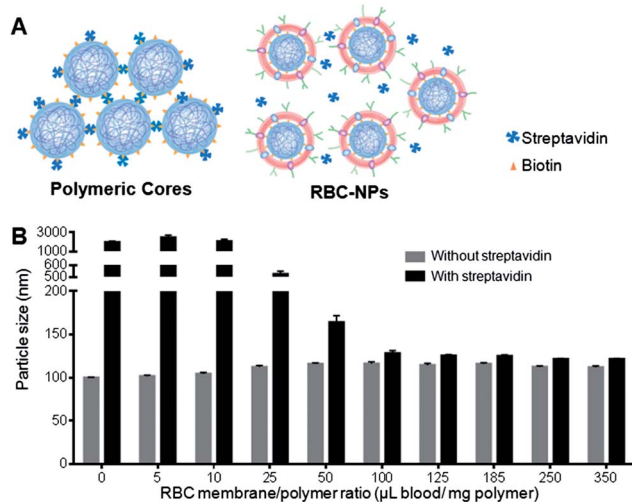 A
Polymeric Cores
RBC-NPs
Streptavidin
Biotin
B
Particle size (nm)
3000
1000
600
500
200
150
100
50
0
Without streptavidin
With streptavidin
0 5 10 25 50 100 125 185 250 350
RBC membrane/polymer ratio (µL blood/ mg polymer)